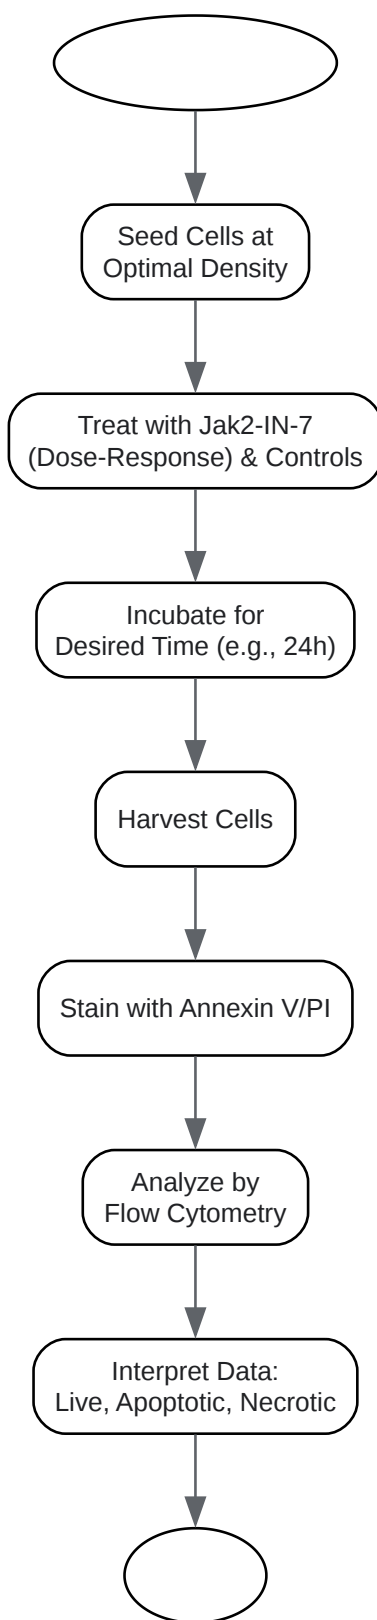 Seed Cells at
Optimal Density
Treat with Jak2-IN-7
(Dose-Response) & Controls
Incubate for
Desired Time (e.g., 24h)
Harvest Cells
Stain with Annexin V/PI
Analyze by
Flow Cytometry
Interpret Data:
Live, Apoptotic, Necrotic